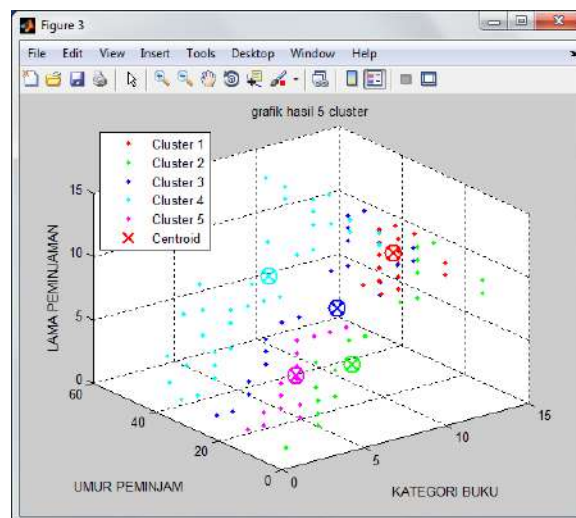 Figure 3
File Edit View Insert Tools Desktop Window Help
grafik hasil 5 cluster
Cluster 1
Cluster 2
Cluster 3
Cluster 4
Cluster 5
Centroid
LAMA PEMINJAMAN
15
10
5
0
60
40
20
0
UMUR PEMINJAM
0
5
10
15
KATEGORI BUKU